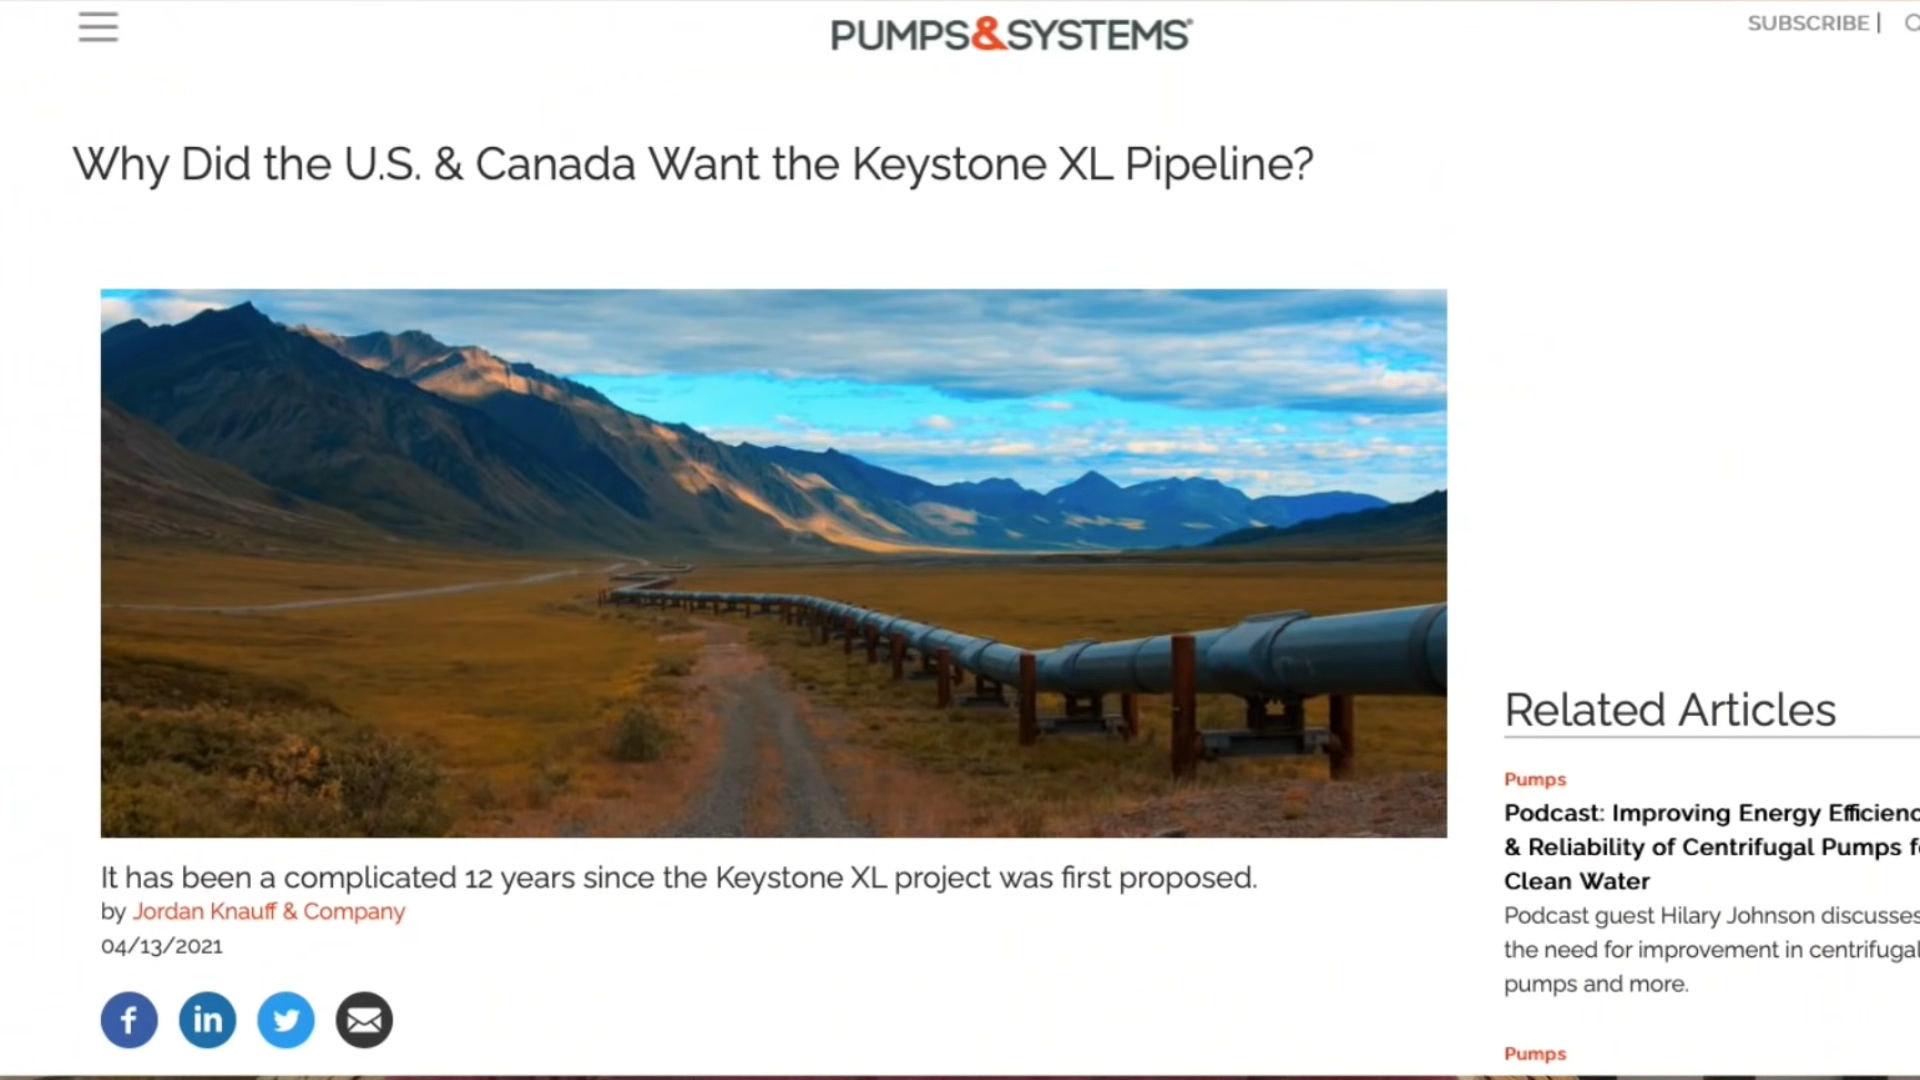 PUMPS&SYSTEMS
SUBSCRIBE |
Why Did the U.S. & Canada Want the Keystone XL Pipeline?
It has been a complicated 12 years since the Keystone XL project was first proposed.
by Jordan Knauff & Company
04/13/2021
f
in
Related Articles
Pumps
Podcast: Improving Energy Efficienc
& Reliability of Centrifugal Pumps f
Clean Water
Podcast guest Hilary Johnson discusses
the need for improvement in centrifugal
pumps and more.
Pumps